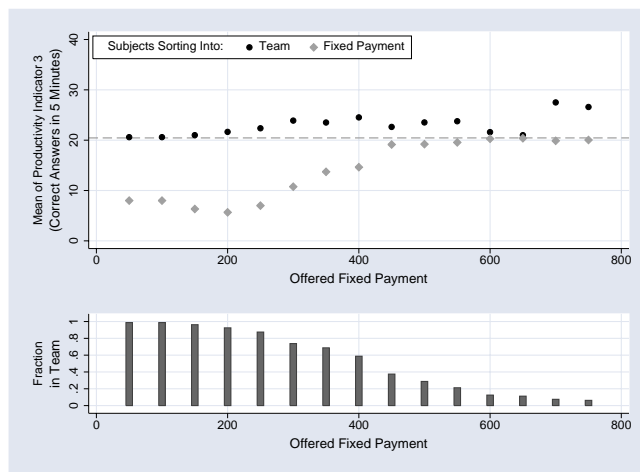 Mean of Productivity Indicator 3
(Correct Answers in 5 Minutes)
40
30
20
10
0
Subjects Sorting Into: Team Fixed Payment
0 200 400 600 800
Offered Fixed Payment
Fraction
in Team
1
.8
.6
.4
.2
0
0 200 400 600 800
Offered Fixed Payment